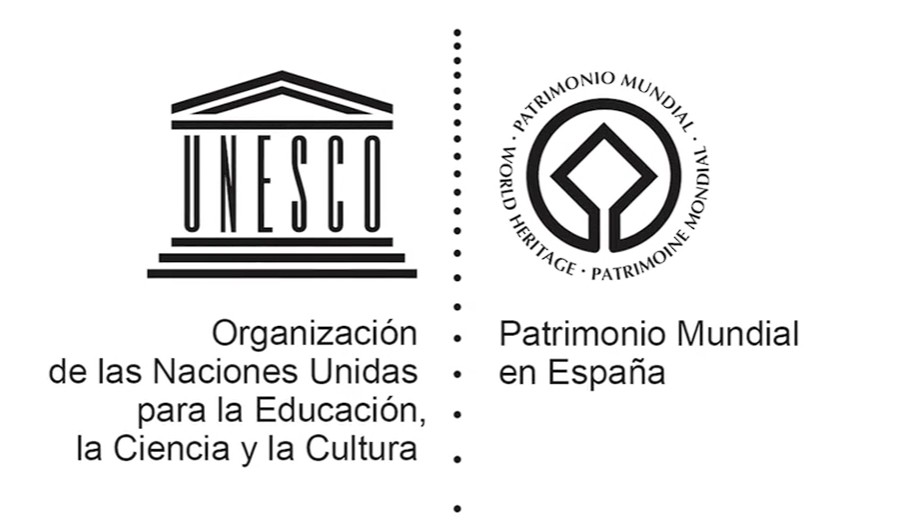 UNESCO
Organización
de las Naciones Unidas
para la Educación,
la Ciencia y la Cultura
PATRIMONIO MUNDIAL · PATRIMOINE MONDIAL · WORLD HERITAGE ·
Patrimonio Mundial
en España